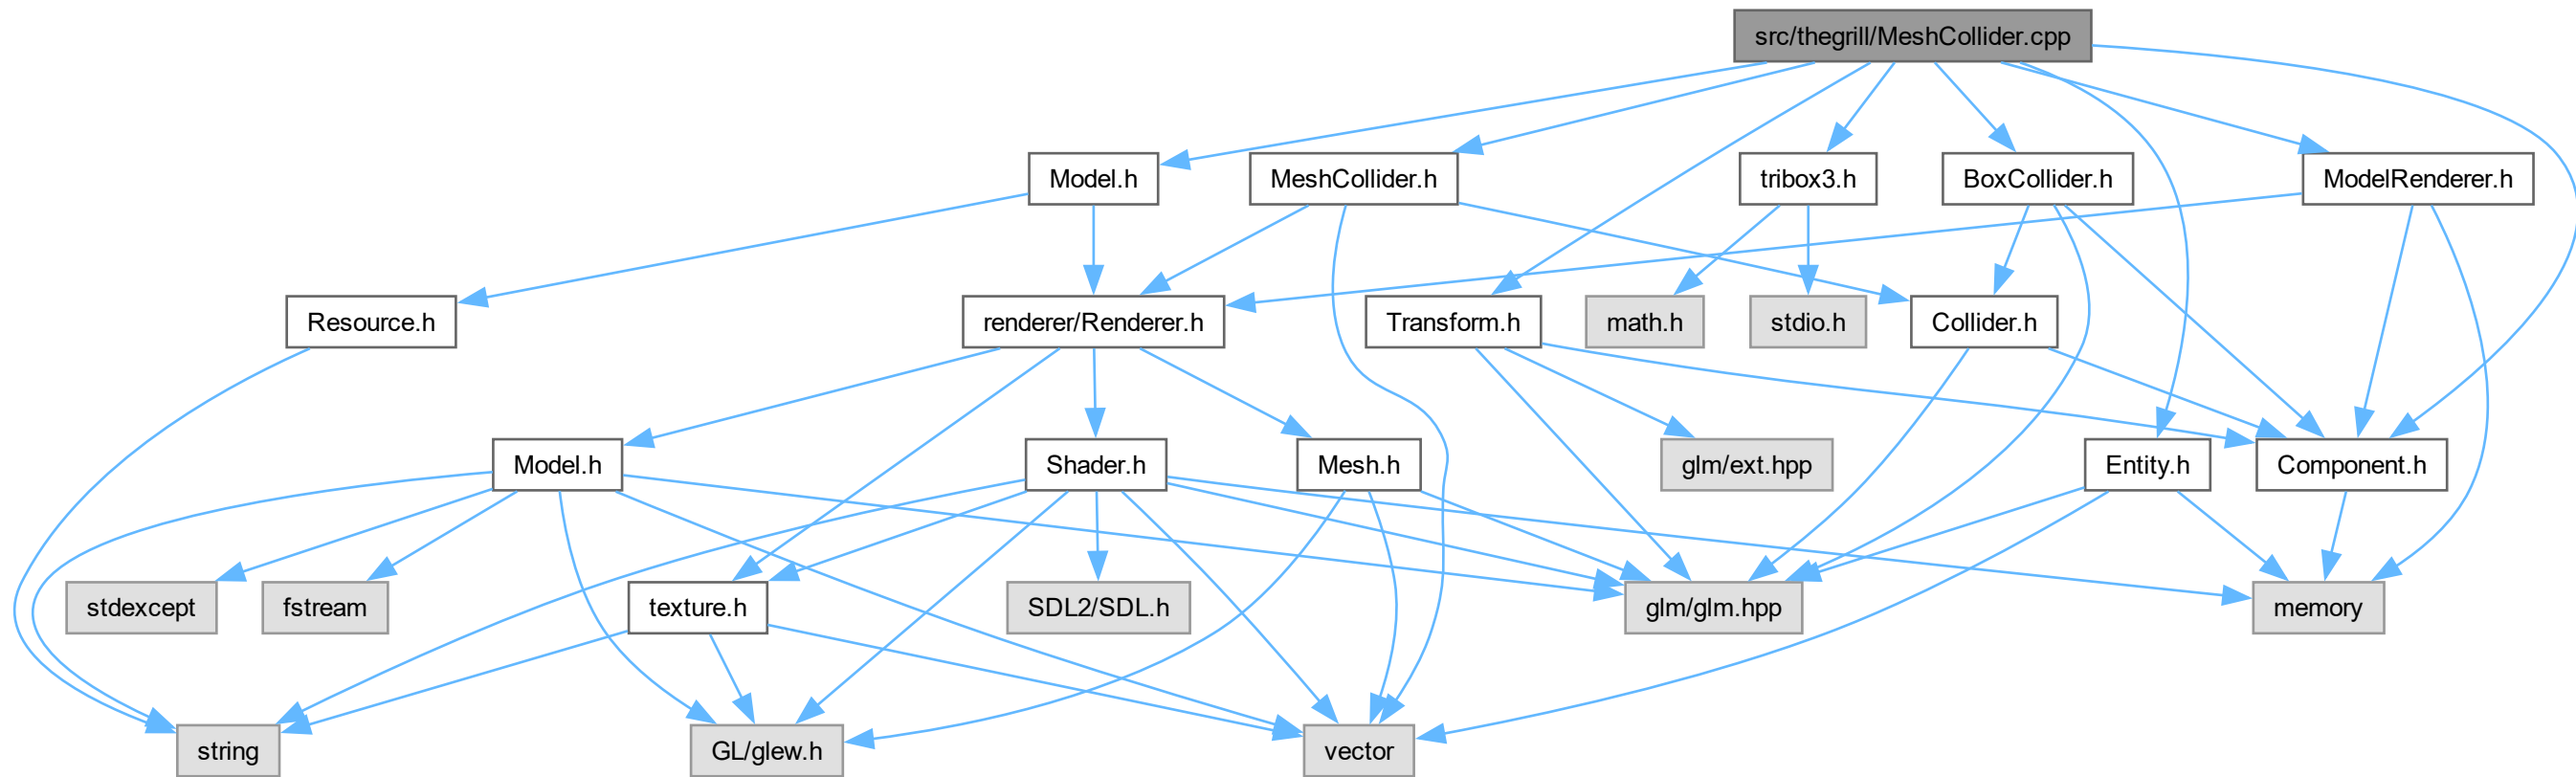 src/thegrill/MeshCollider.cpp
Model.h
MeshCollider.h
tribox3.h
BoxCollider.h
ModelRenderer.h
Resource.h
renderer/Renderer.h
Transform.h
math.h
stdio.h
Collider.h
Model.h
Shader.h
Mesh.h
glm/ext.hpp
Entity.h
Component.h
stdexcept
fstream
texture.h
SDL2/SDL.h
glm/glm.hpp
memory
string
GL/glew.h
vector